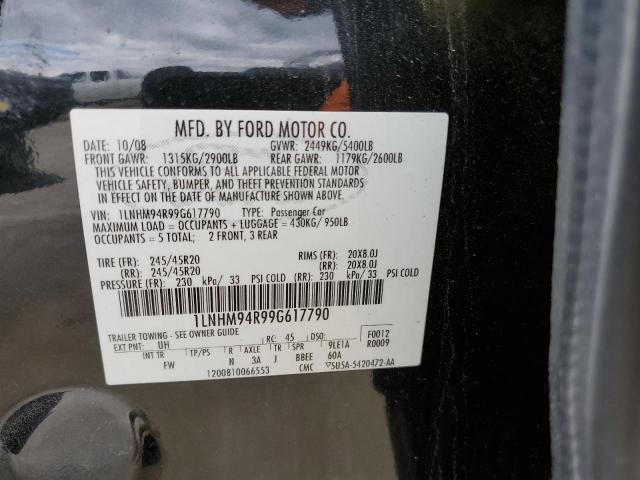 MFD. BY FORD MOTOR CO.
DATE: 10/08 GVWR: 2449KG/5400LB
FRONT GAWR: 1315KG/2900LB REAR GAWR: 1179KG/2600LB
THIS VEHICLE CONFORMS TO ALL APPLICABLE FEDERAL MOTOR
VEHICLE SAFETY, BUMPER, AND THEFT PREVENTION STANDARDS
IN EFFECT ON THE DATE OF MANUFACTURE SHOWN ABOVE.
VIN: 1LNHM94R99G617790 TYPE: Passenger Car
MAXIMUM LOAD = OCCUPANTS + LUGGAGE = 430KG/ 950LB
OCCUPANTS = 5 TOTAL; 2 FRONT, 3 REAR
TIRE (FR): 245/45R20 RIMS (FR): 20X8.0J
(RR): 245/45R20 (RR): 20X8.0J
PRESSURE (FR): 230 kPa/ 33 PSI COLD (RR): 230 kPa/ 33 PSI COLD
1LNHM94R99G617790
TRAILER TOWING - SEE OWNER GUIDE F0012
EXT PNT: UH RC: 45 DSO: R0009
INT TR TP/PS R AXLE TR SPR 9LE1A
FW N 3A J BBEE 60A
1200810066553 CMC 5U5A-5420472-AA